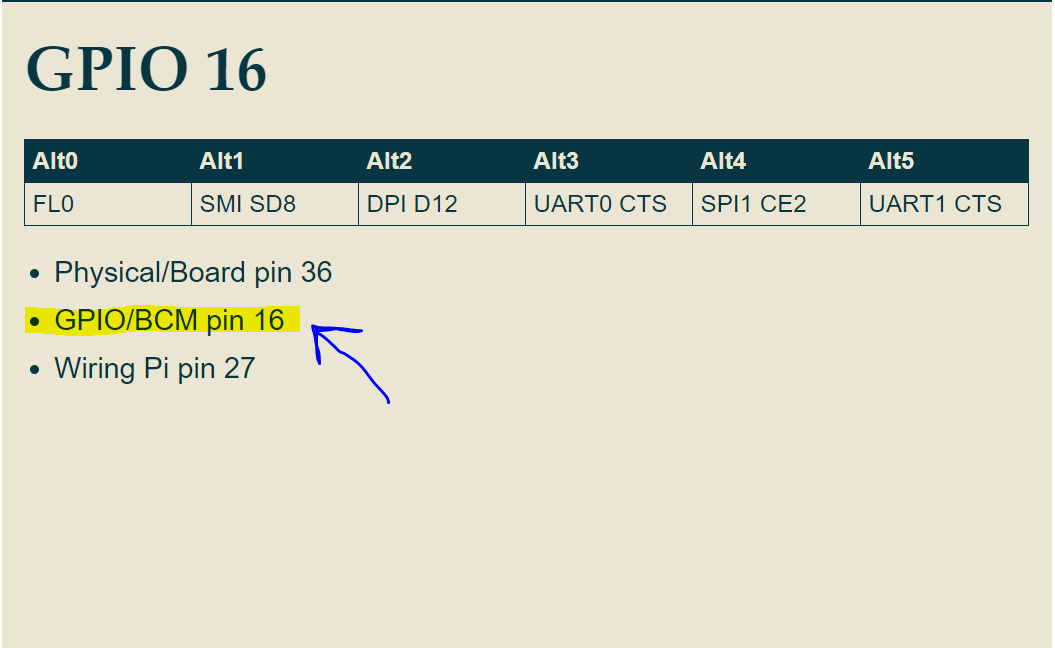 GPIO 16
Alt0 Alt1 Alt2 Alt3 Alt4 Alt5
FL0 SMI SD8 DPI D12 UART0 CTS SPI1 CE2 UART1 CTS
• Physical/Board pin 36
• GPIO/BCM pin 16
• Wiring Pi pin 27